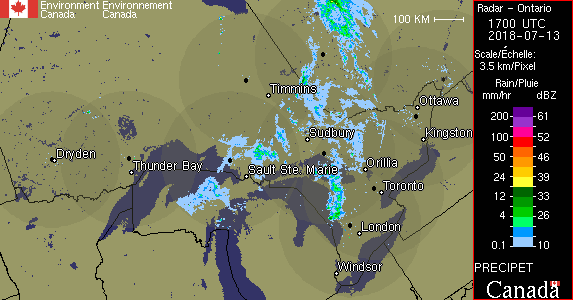 Environment Environnement
Canada Canada
100 KM
Timmins
Ottawa
Sudbury
Kingston
Dryden
Thunder Bay
Sault Ste. Marie
Orillia
Toronto
London
Windsor
Radar - Ontario
1700 UTC
2018-07-13
Scale/Échelle:
3.5 km/Pixel
Rain/Pluie
mm/hr dBZ
200 61
100 52
50 46
24 39
12 33
4 26
0.1 10
PRECIPET
Canada